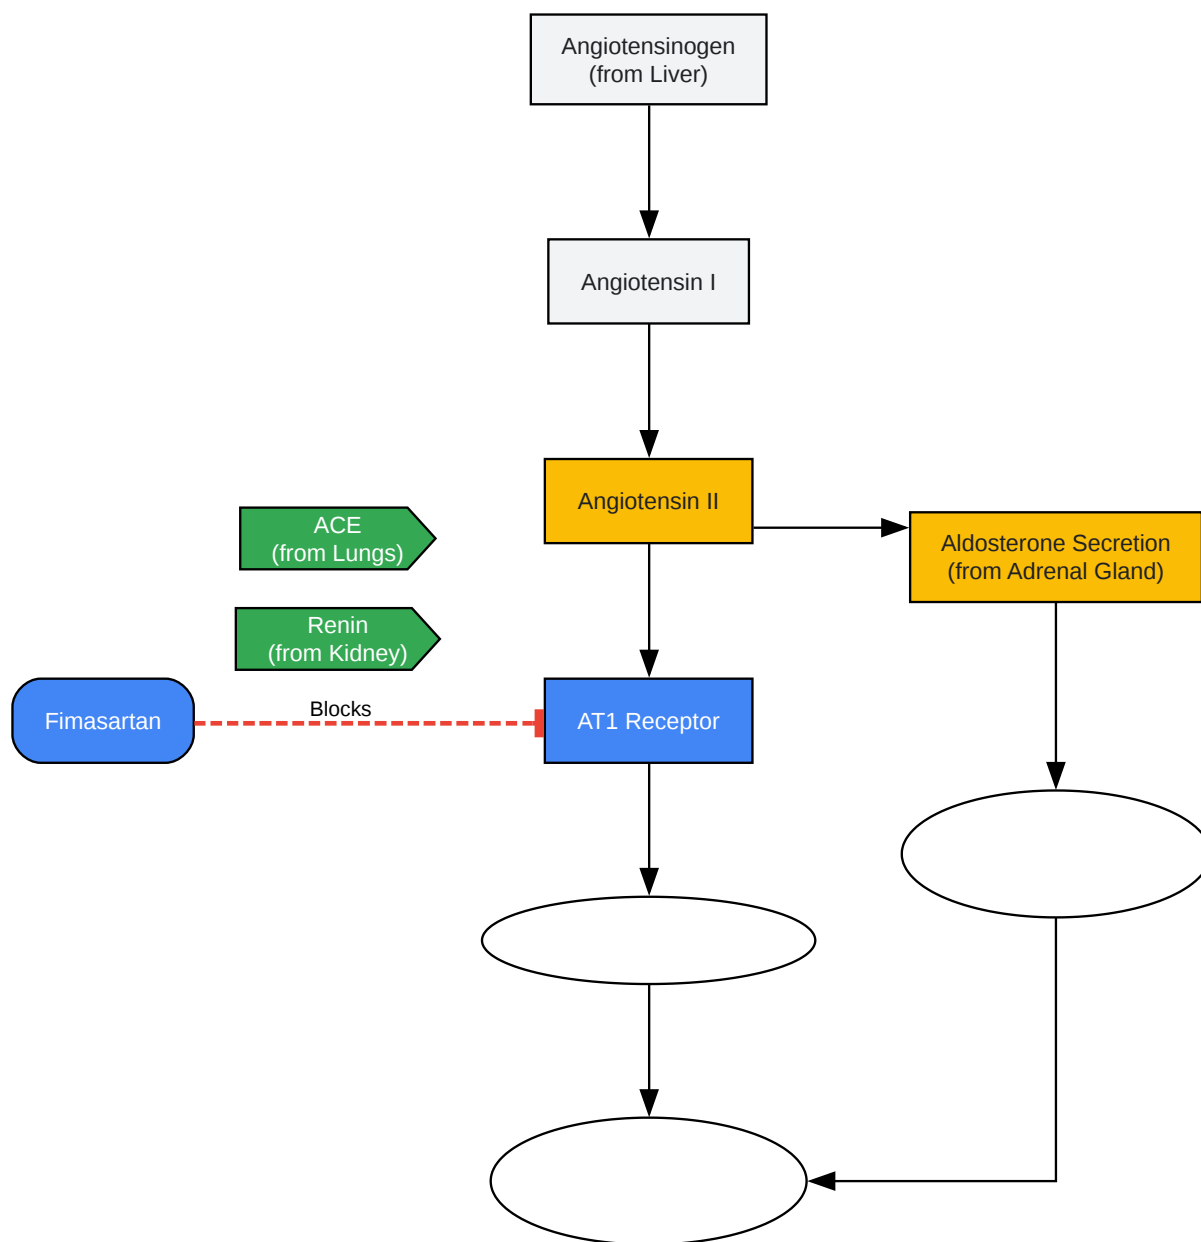 Angiotensinogen
(from Liver)
Angiotensin I
Angiotensin II
ACE
(from Lungs)
Aldosterone Secretion
(from Adrenal Gland)
Renin
(from Kidney)
Fimasartan
Blocks
AT1 Receptor